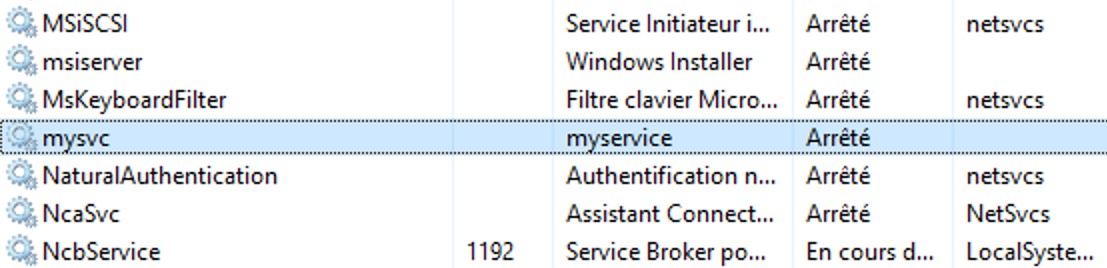 MSiSCSI Service Initiateur i... Arrêté netsvcs
msiserver Windows Installer Arrêté
MsKeyboardFilter Filtre clavier Micro... Arrêté netsvcs
mysvc myservice Arrêté
NaturalAuthentication Authentification n... Arrêté netsvcs
NcaSvc Assistant Connect... Arrêté NetSvcs
NcbService 1192 Service Broker po... En cours d... LocalSyste...